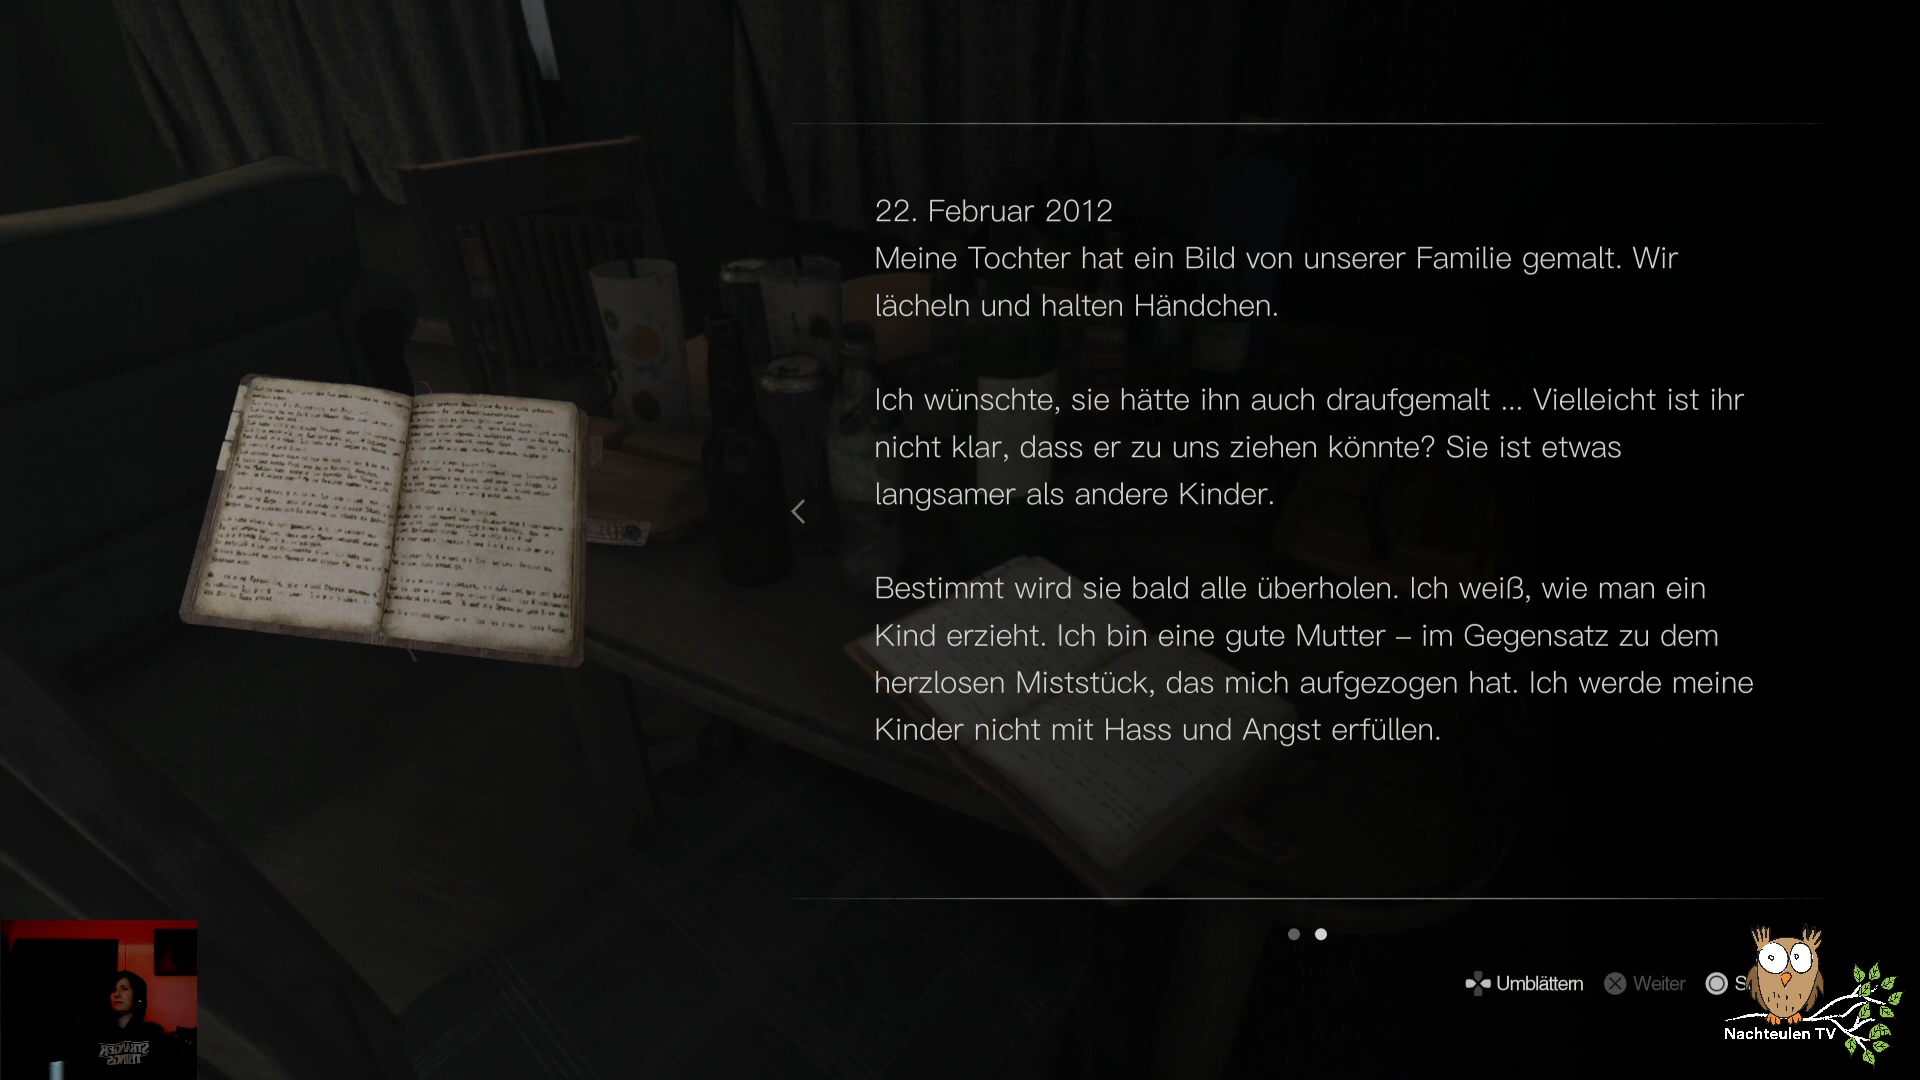 22. Februar 2012
Meine Tochter hat ein Bild von unserer Familie gemalt. Wir
lächeln und halten Händchen.
Ich wünschte, sie hätte ihn auch draufgemalt ... Vielleicht ist ihr
nicht klar, dass er zu uns ziehen könnte? Sie ist etwas
langsamer als andere Kinder.
Bestimmt wird sie bald alle überholen. Ich weiß, wie man ein
Kind erzieht. Ich bin eine gute Mutter – im Gegensatz zu dem
herzlosen Miststück, das mich aufgezogen hat. Ich werde meine
Kinder nicht mit Hass und Angst erfüllen.
Umblättern Weiter
Nachteulen TV
STRANGER
THINGS